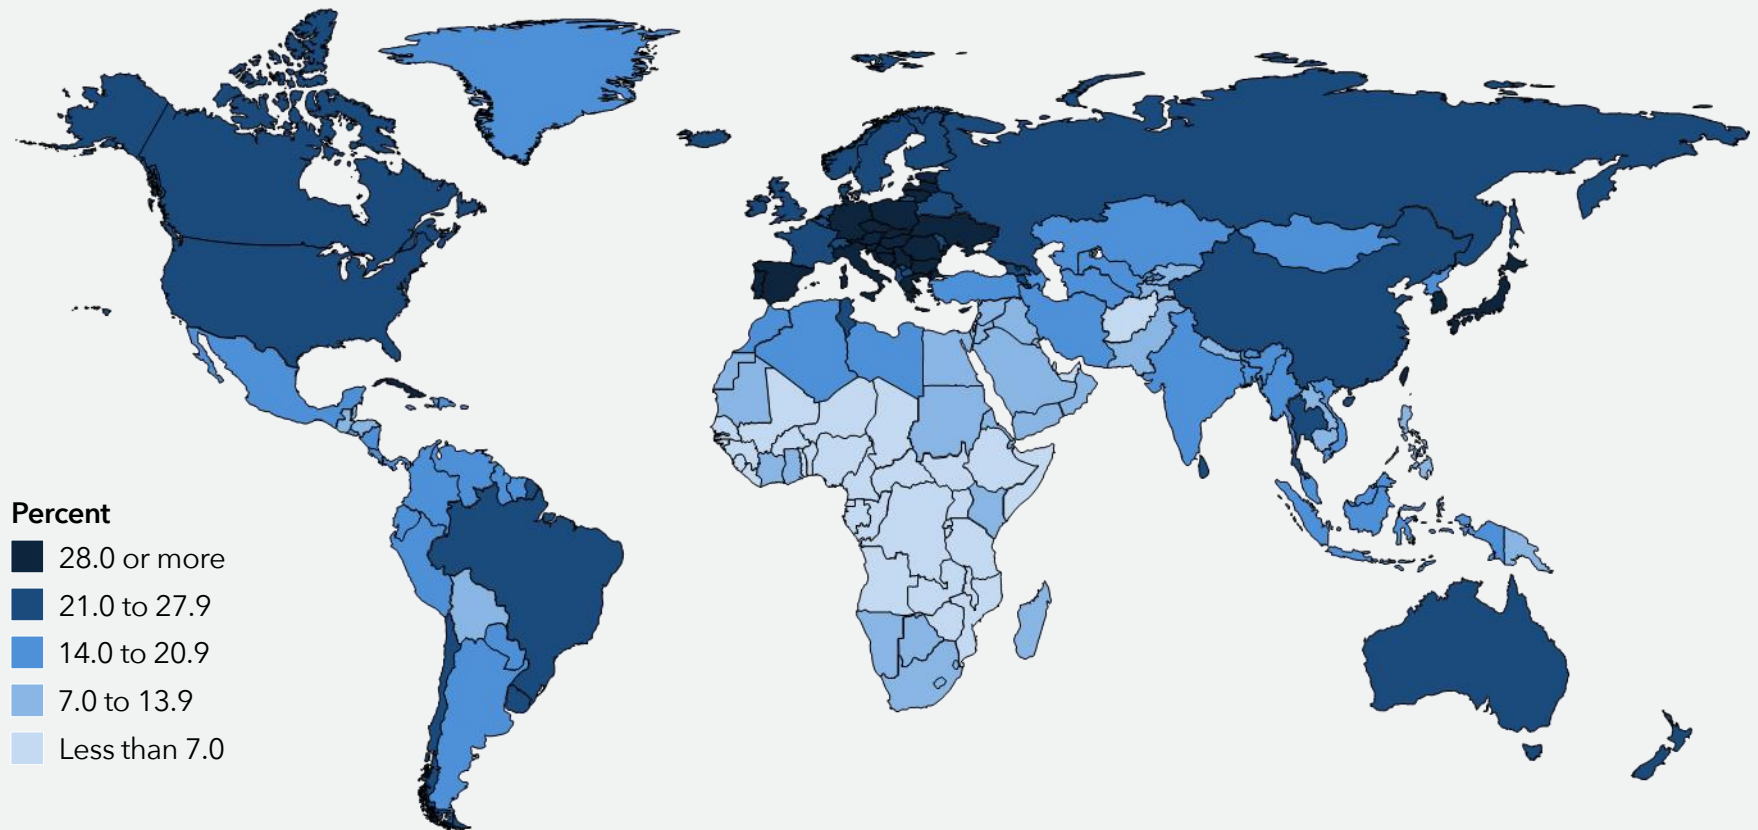 Percent
28.0 or more
21.0 to 27.9
14.0 to 20.9
7.0 to 13.9
Less than 7.0